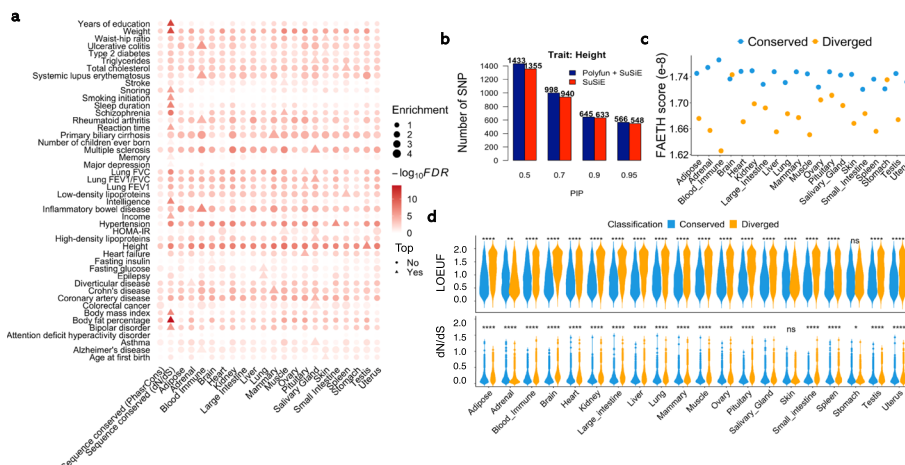 a
Years of education
Weight
Waist-hip ratio
Ulcerative colitis
Type 2 diabetes
Triglycerides
Total cholesterol
Systemic lupus erythematosus
Stroke
Snoring
Smoking initiation
Sleep duration
Schizophrenia
Rheumatoid arthritis
Reaction time
Primary biliary cirrhosis
Number of children ever born
Multiple sclerosis
Memory
Major depression
Lung FVC
Lung FEV1/FVC
Lung FEV1
Low-density lipoproteins
Intelligence
Inflammatory bowel disease
Income
Hypertension
HOMA-IR
High-density lipoproteins
Height
Heart failure
Fasting insulin
Fasting glucose
Epilepsy
Diverticular disease
Crohn's disease
Coronary artery disease
Colorectal cancer
Body mass index
Body fat percentage
Bipolar disorder
Attention deficit hyperactivity disorder
Asthma
Alzheimer's disease
Age at first birth
Sequence conserved (PhastCons)
Sequence conserved (dN/dS)
Adipose
Adrenal
Blood Immune
Brain
Heart
Kidney
Large Intestine
Liver
Lung
Mammary
Muscle
Ovary
Pituitary
Salivary Gland
Skin
Small Intestine
Spleen
Stomach
Testis
Uterus
Enrichment
1
2
3
4
−log10FDR
10
5
0
Top
No
Yes
b
Trait: Height
Polyfun + SuSiE
SuSiE
Number of SNP
1400
1200
1000
800
600
400
200
0
1433
1355
998
940
645
633
566
548
0.5
0.7
0.9
0.95
PIP
c
Conserved
Diverged
FAETH score (e-8)
1.74
1.70
1.66
1.62
Adipose
Adrenal
Blood_Immune
Brain
Heart
Kidney
Large_Intestine
Liver
Lung
Mammary
Muscle
Ovary
Pituitary
Salivary_Gland
Skin
Small_Intestine
Spleen
Stomach
Testis
Uterus
d
Classification
Conserved
Diverged
LOEUF
2.0
1.5
1.0
0.5
0.0
**** ** **** **** **** **** **** **** **** **** **** **** **** **** **** **** **** ns **** ****
dN/dS
2.0
1.5
1.0
0.5
0.0
**** **** **** **** **** **** **** **** **** **** **** **** **** **** ns **** **** * **** ****
Adipose
Adrenal
Blood_Immune
Brain
Heart
Kidney
Large_intestine
Liver
Lung
Mammary
Muscle
Ovary
Pituitary
Salivary_Gland
Skin
Small_intestine
Spleen
Stomach
Testis
Uterus